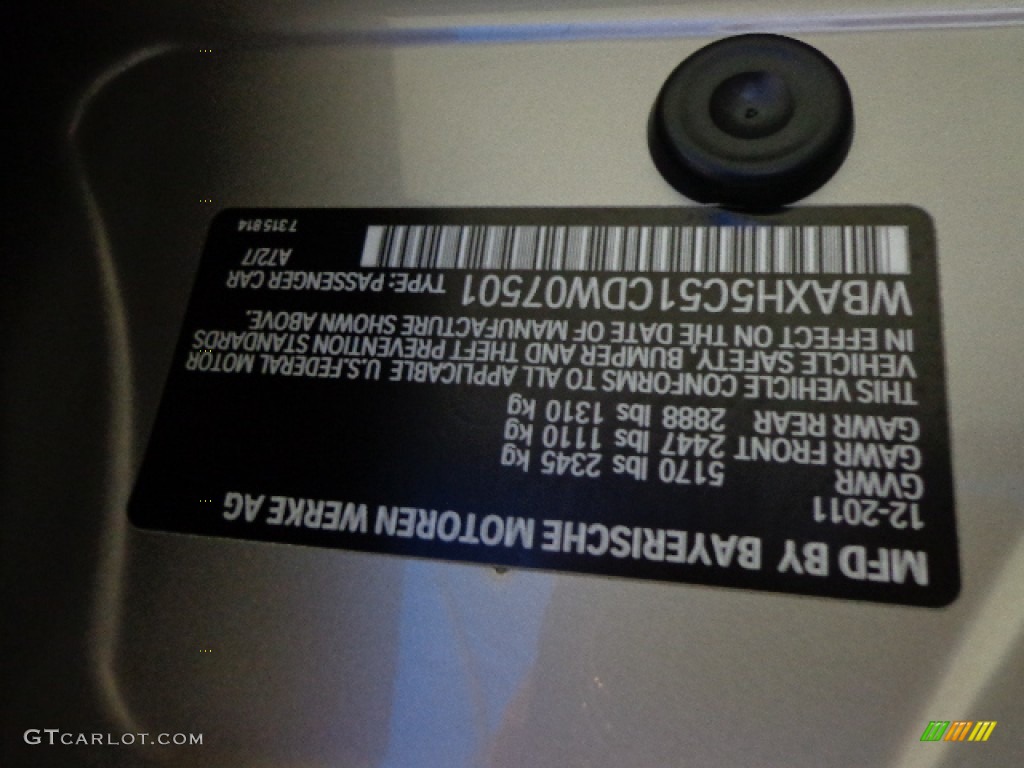 MFD BY BAYERISCHE MOTOREN WERKE AG
12-2011
GVWR 5170 lbs 2345 kg
GAWR FRONT 2447 lbs 1110 kg
GAWR REAR 2888 lbs 1310 kg
THIS VEHICLE CONFORMS TO ALL APPLICABLE U.S.FEDERAL MOTOR
VEHICLE SAFETY, BUMPER AND THEFT PREVENTION STANDARDS
IN EFFECT ON THE DATE OF MANUFACTURE SHOWN ABOVE.
WBAXH5C51CDW07501 TYPE: PASSENGER CAR
A72/7
7315814
GTCARLOT.COM